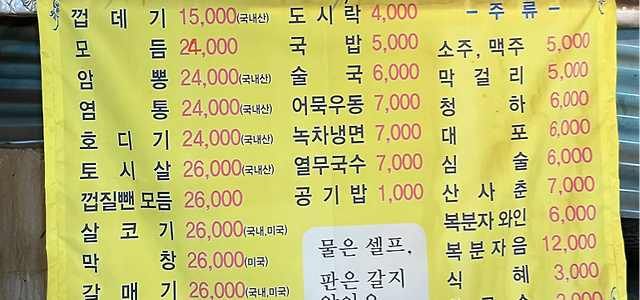 껍데기 15,000(국내산)
모듬 24,000
암뽕 24,000(국내산)
염통 24,000(국내산)
호디기 24,000(국내산)
토시살 26,000(국내산)
껍질뺀모듬 26,000
살코기 26,000(국내,미국)
막창 26,000(미국)
갈매기 26,000(국내,미국)
도시락 4,000
국밥 5,000
술국 6,000
어묵우동 7,000
녹차냉면 7,000
열무국수 7,000
공기밥 1,000
물은 셀프,
판은 갈지
- 주류 -
소주, 맥주 5,000
막걸리 5,000
청하 6,000
대포 6,000
심술 6,000
산사춘 7,000
복분자 와인 6,000
복분자음 12,000
식혜 3,000